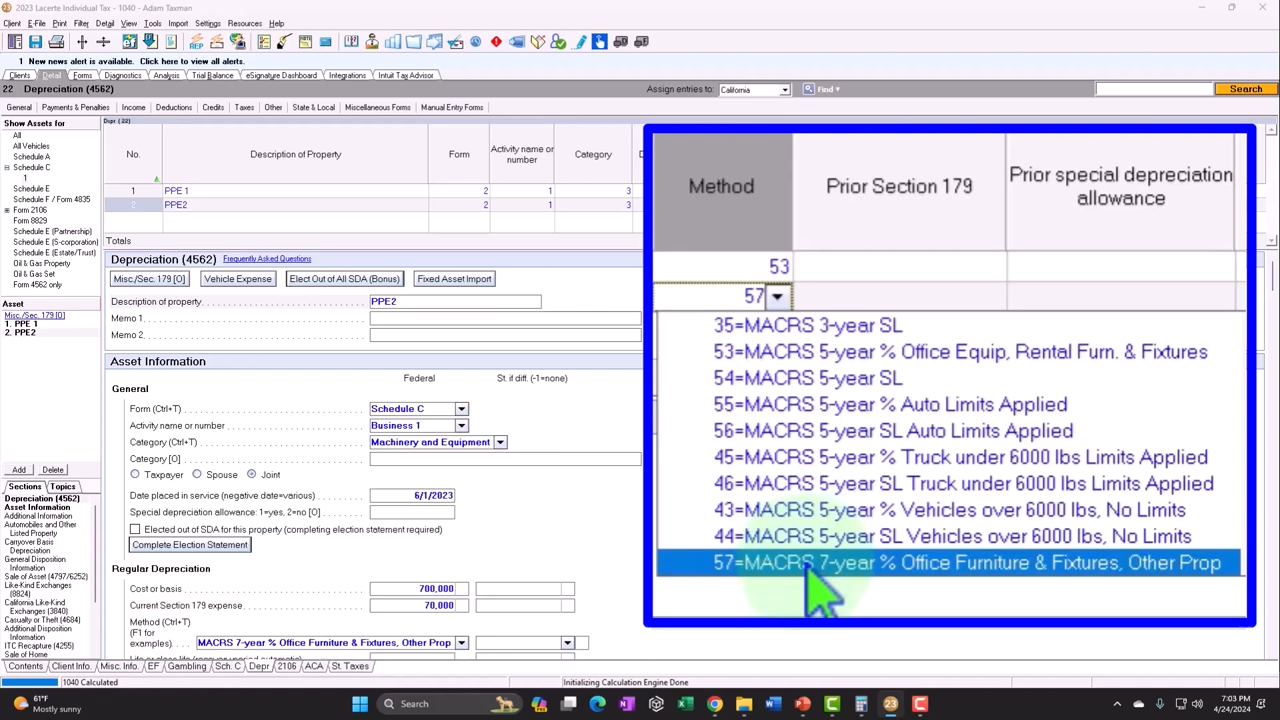 2023 Lacerte Individual Tax - 1040 - Adam Taxman
Client E-File Print Filter Detail View Tools Import Settings Resources Help
1 New news alert is available. Click here to view all alerts.
Clients Detail Forms Diagnostics Analysis Trial Balance eSignature Dashboard Integrations Intuit Tax Advisor
22 Depreciation (4562) Assign entries to: California Find Search
General Payments & Penalties Income Deductions Credits Taxes Other State & Local Miscellaneous Forms Manual Entry Forms
Show Assets for
All
All Vehicles
Schedule A
Schedule C
1
Schedule E
Schedule F / Form 4835
Form 2106
Form 8829
Schedule E (Partnership)
Schedule E (S-corporation)
Schedule E (Estate/Trust)
Oil & Gas Property
Oil & Gas Set
Form 4562 only
Asset
Misc./Sec. 179 [O]
1. PPE 1
2. PPE2
Add Delete
Sections Topics
Depreciation (4562)
Asset Information
Additional Information
Automobiles and Other
Listed Property
Carryover Basis
Depreciation
Election Information
Sale of Asset (4797/6252)
Like-Kind Exchanges
(8824)
California Like-Kind
Exchanges (3840)
Casualty or Theft (4684)
Additional Disposition
Information
ITC Recapture (4255)
Sale of Home
Depr (22)
No. Description of Property Form Activity name or number Category
1 PPE 1 2 1 3
2 PPE2 2 1 3
Totals
Depreciation (4562) Frequently Asked Questions
Misc./Sec. 179 [O] Vehicle Expense Elect Out of All SDA (Bonus) Fixed Asset Import
Description of property PPE2
Memo 1
Memo 2
Asset Information
Federal St. if diff. (-1=none)
General
Form (Ctrl+T) Schedule C
Activity name or number Business 1
Category (Ctrl+T) Machinery and Equipment
Category [O]
Taxpayer Spouse Joint
Date placed in service (negative date=various) 6/1/2023
Special depreciation allowance: 1=yes, 2=no [O]
Elected out of SDA for this property (completing election statement required)
Complete Election Statement
Regular Depreciation
Cost or basis 700,000
Current Section 179 expense 70,000
Method (Ctrl+T)
(F1 for
examples) MACRS 7-year % Office Furniture & Fixtures, Other Prop
Method Prior Section 179 Prior special depreciation allowance
53
57
35=MACRS 3-year SL
53=MACRS 5-year % Office Equip, Rental Furn. & Fixtures
54=MACRS 5-year SL
55=MACRS 5-year % Auto Limits Applied
56=MACRS 5-year SL Auto Limits Applied
45=MACRS 5-year % Truck under 6000 lbs Limits Applied
46=MACRS 5-year SL Truck under 6000 lbs Limits Applied
43=MACRS 5-year % Vehicles over 6000 lbs, No Limits
44=MACRS 5-year SL Vehicles over 6000 lbs, No Limits
57=MACRS 7-year % Office Furniture & Fixtures, Other Prop
Contents Client Info. Misc. Info. EF Gambling Sch. C Depr 2106 ACA St. Taxes
1040 Calculated Initializing Calculation Engine Done
61°F
Mostly sunny
Search
7:03 PM
4/24/2024